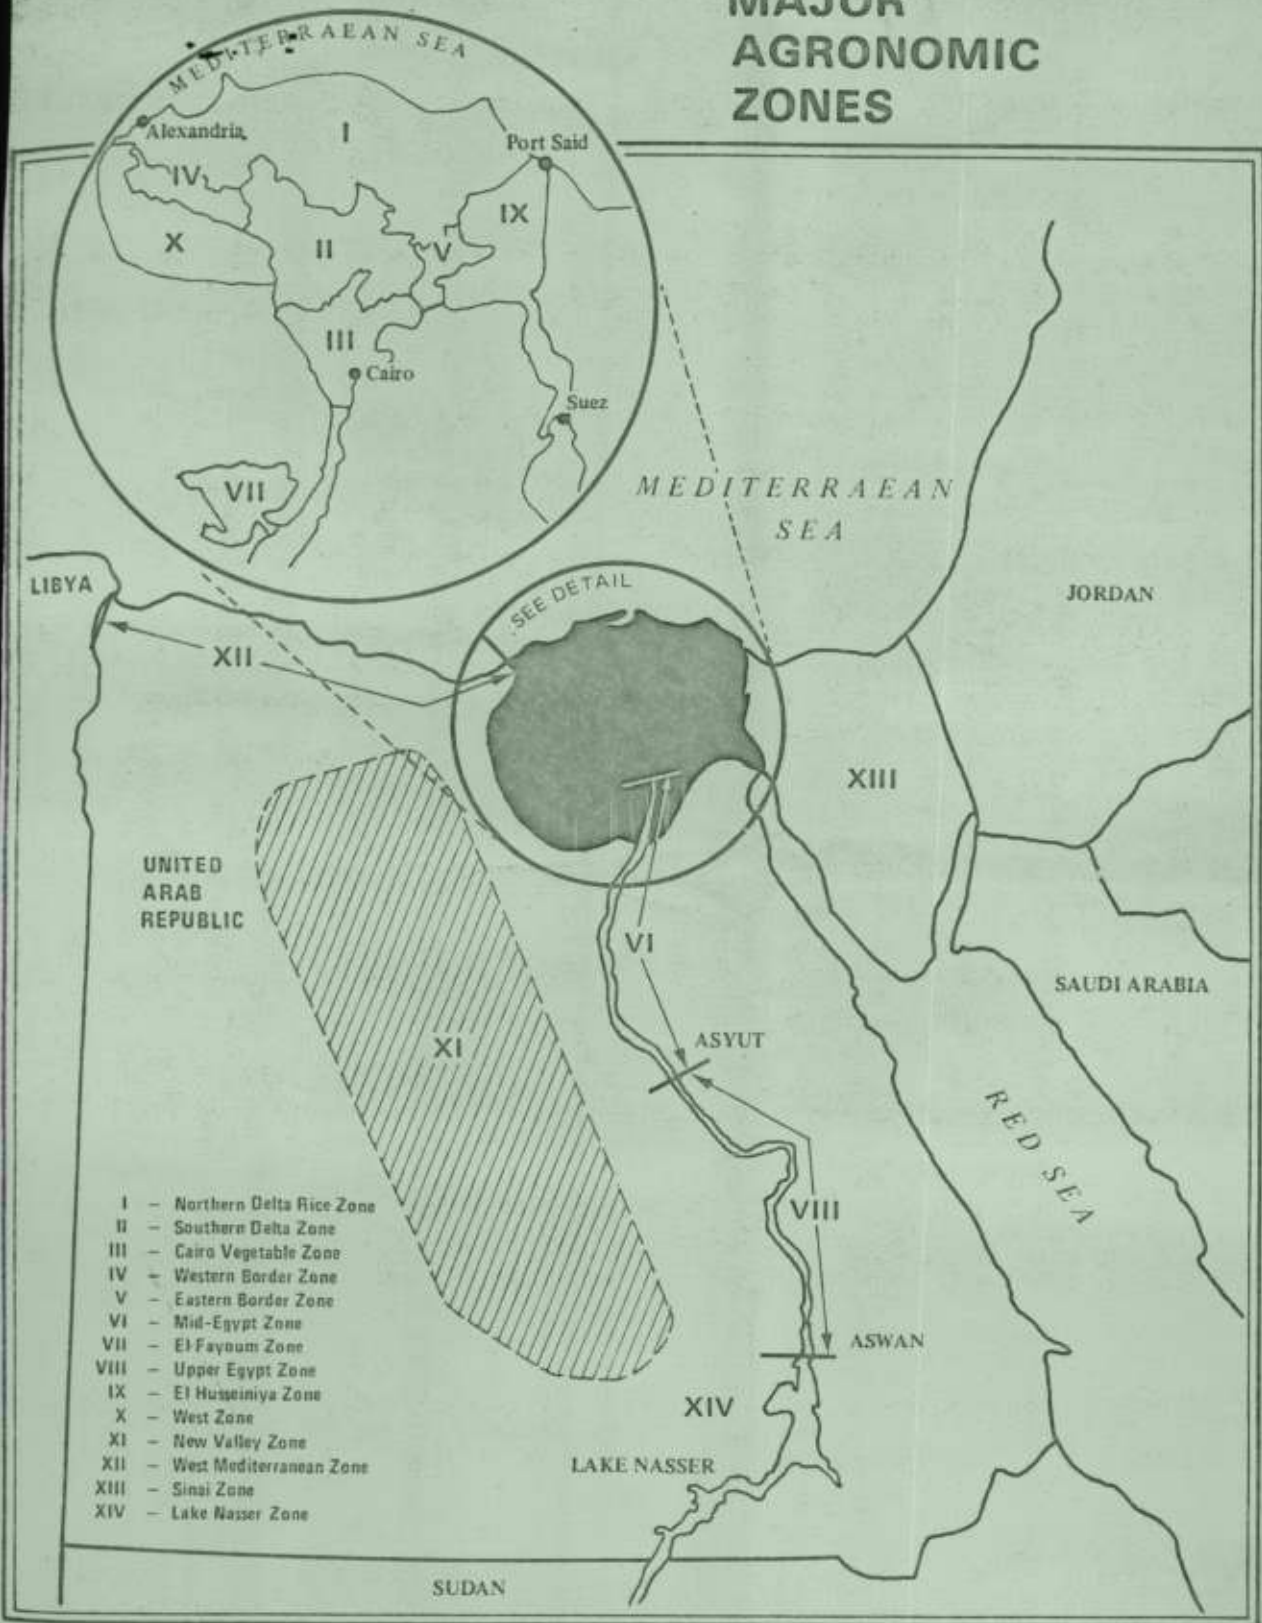 MAJOR
AGRONOMIC
ZONES
MEDITERRAEAN SEA
Alexandria
I
Port Said
IV
IX
X
II
V
III
Cairo
Suez
VII
MEDITERRAEAN
SEA
LIBYA
SEE DETAIL
JORDAN
XII
XIII
UNITED
ARAB
REPUBLIC
VI
SAUDI ARABIA
ASYUT
XI
RED SEA
VIII
I – Northern Delta Rice Zone
II – Southern Delta Zone
III – Cairo Vegetable Zone
IV – Western Border Zone
V – Eastern Border Zone
VI – Mid-Egypt Zone
VII – El Fayoum Zone
VIII – Upper Egypt Zone
IX – El Husseiniya Zone
X – West Zone
XI – New Valley Zone
XII – West Mediterranean Zone
XIII – Sinai Zone
XIV – Lake Nasser Zone
ASWAN
XIV
LAKE NASSER
SUDAN